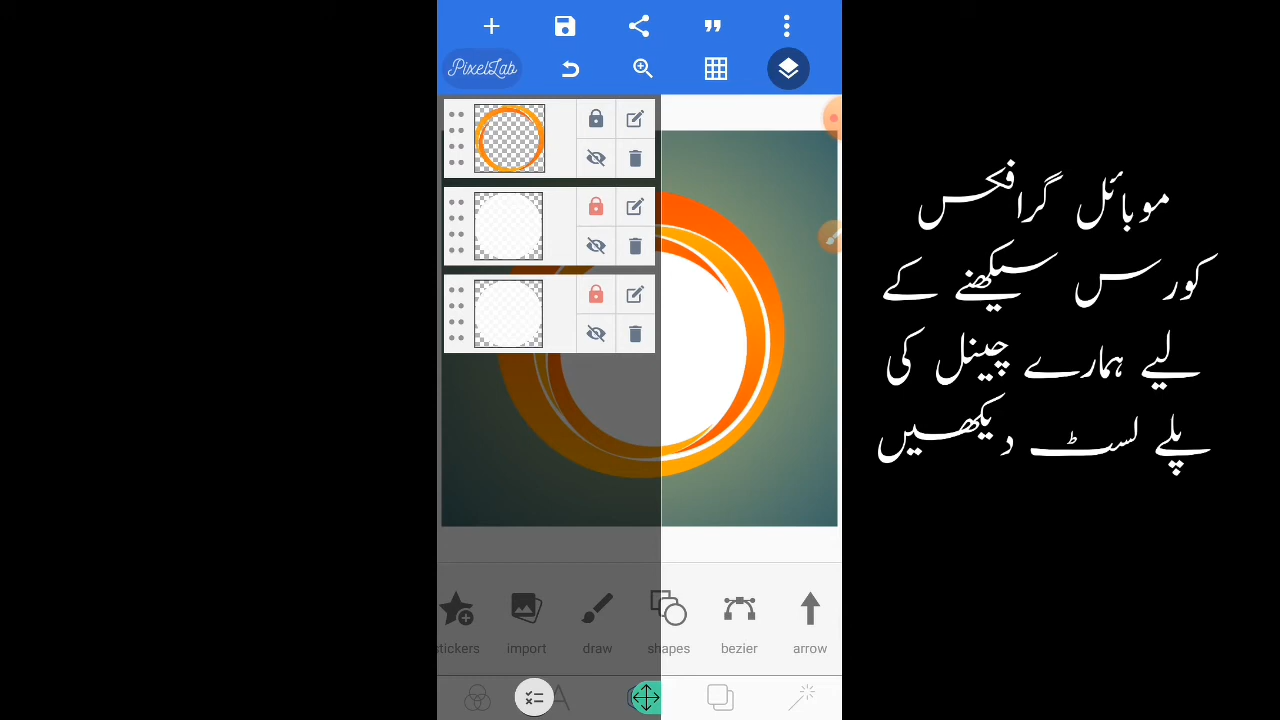 PixelLab
stickers import draw shapes bezier arrow
موبائل گرافکس
کورس سیکھنے کے
لیے ہمارے چینل کی
پلے لسٹ دیکھیں